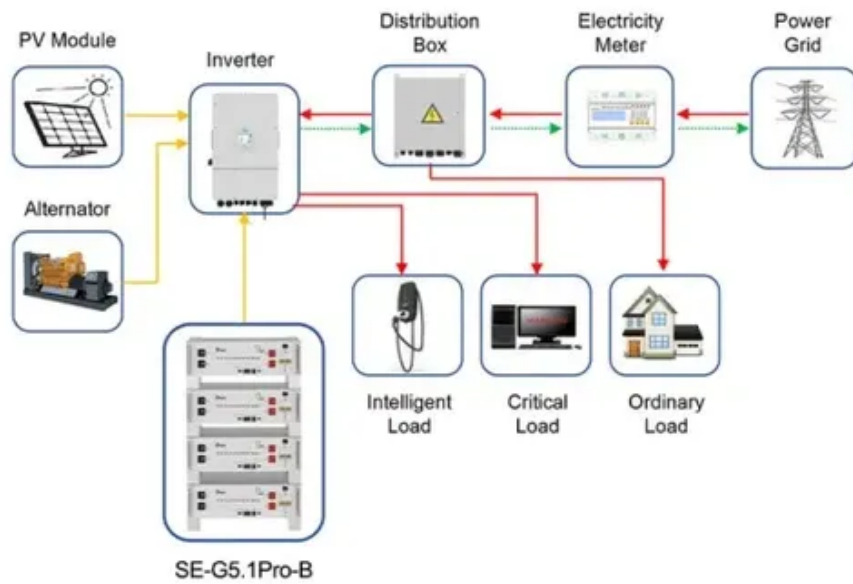 PV Module
Inverter
Distribution
Box
Electricity
Meter
Power
Grid
Alternator
Intelligent
Load
Critical
Load
Ordinary
Load
SE-G5.1Pro-B